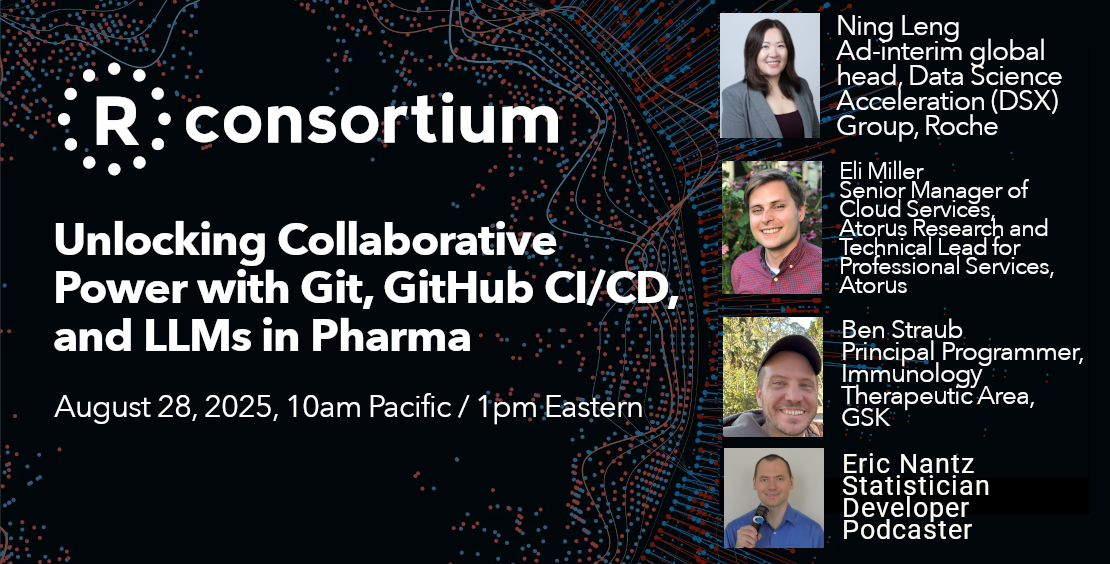 R consortium
Unlocking Collaborative
Power with Git, GitHub CI/CD,
and LLMs in Pharma
August 28, 2025, 10am Pacific / 1pm Eastern
Ning Leng
Ad-interim global
head, Data Science
Acceleration (DSX)
Group, Roche
Eli Miller
Senior Manager of
Cloud Services,
Atorus Research and
Technical Lead for
Professional Services,
Atorus
Ben Straub
Principal Programmer,
Immunology
Therapeutic Area,
GSK
Eric Nantz
Statistician
Developer
Podcaster